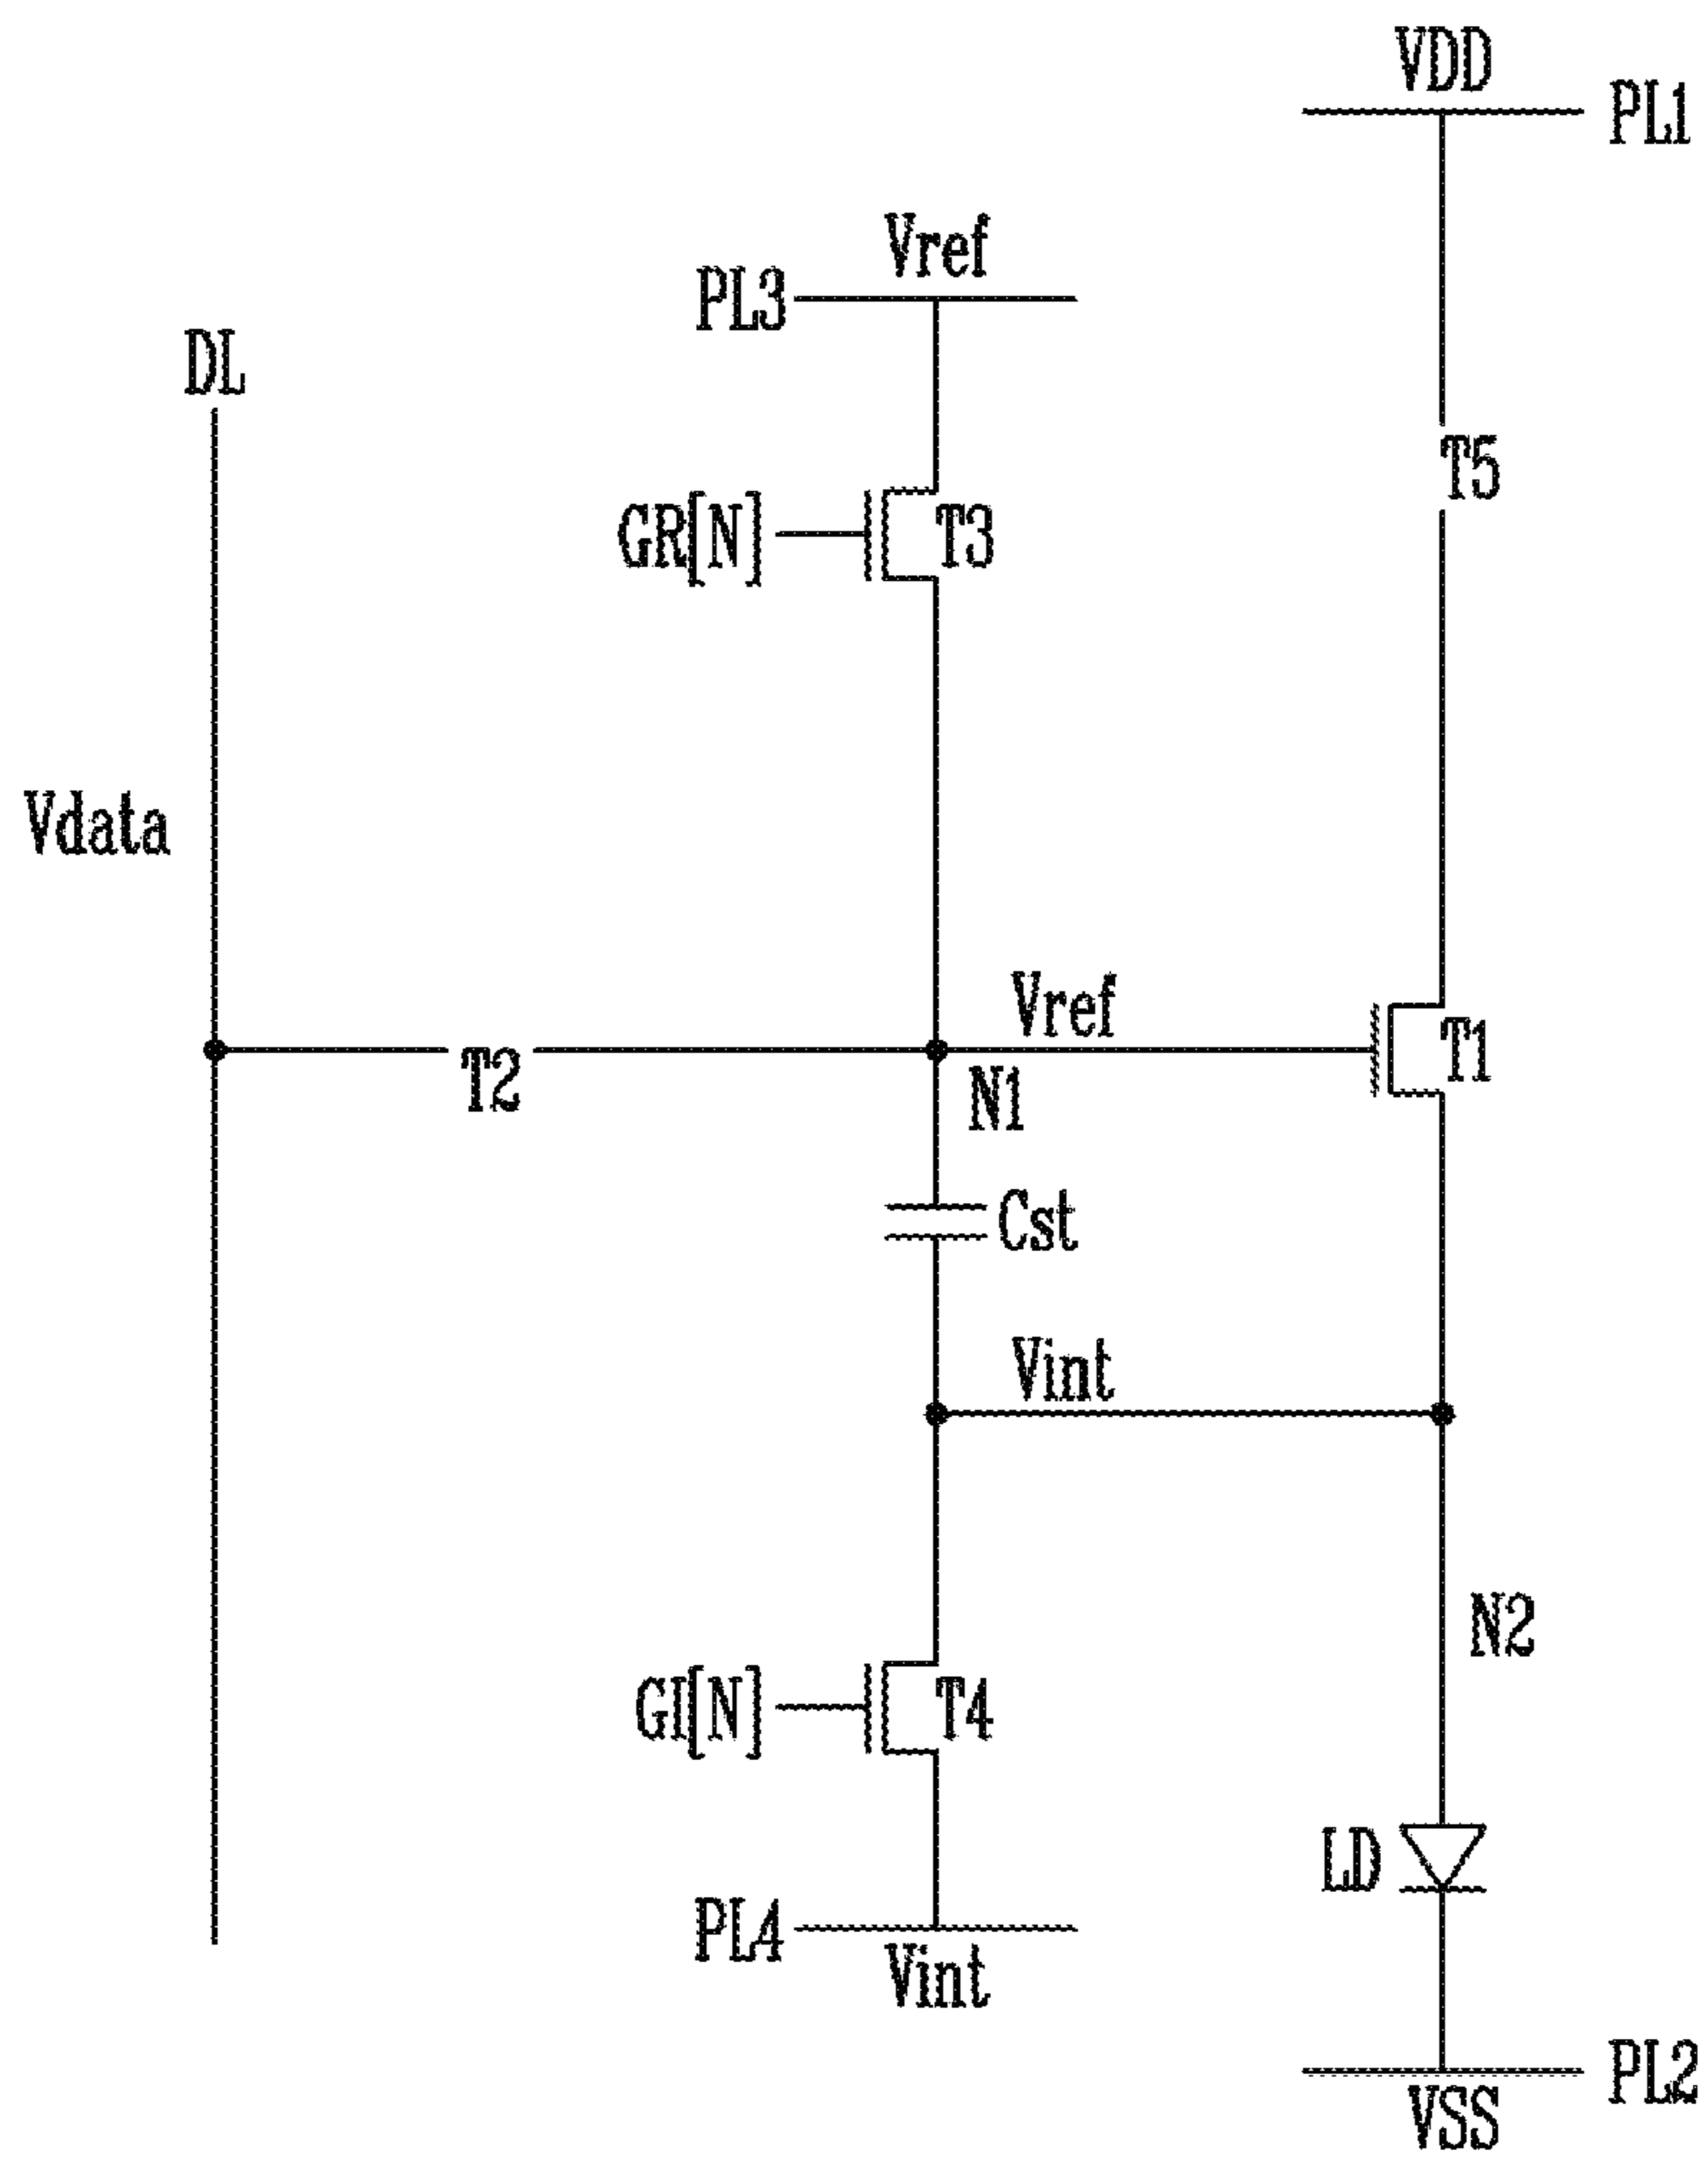 VDD
PL1
Vref
PL3
DL
T5
GR[N]
T3
Vdata
Vref
T1
T2
N1
Cst
Vint
N2
GI[N]
T4
LD
PL4
Vint
PL2
VSS